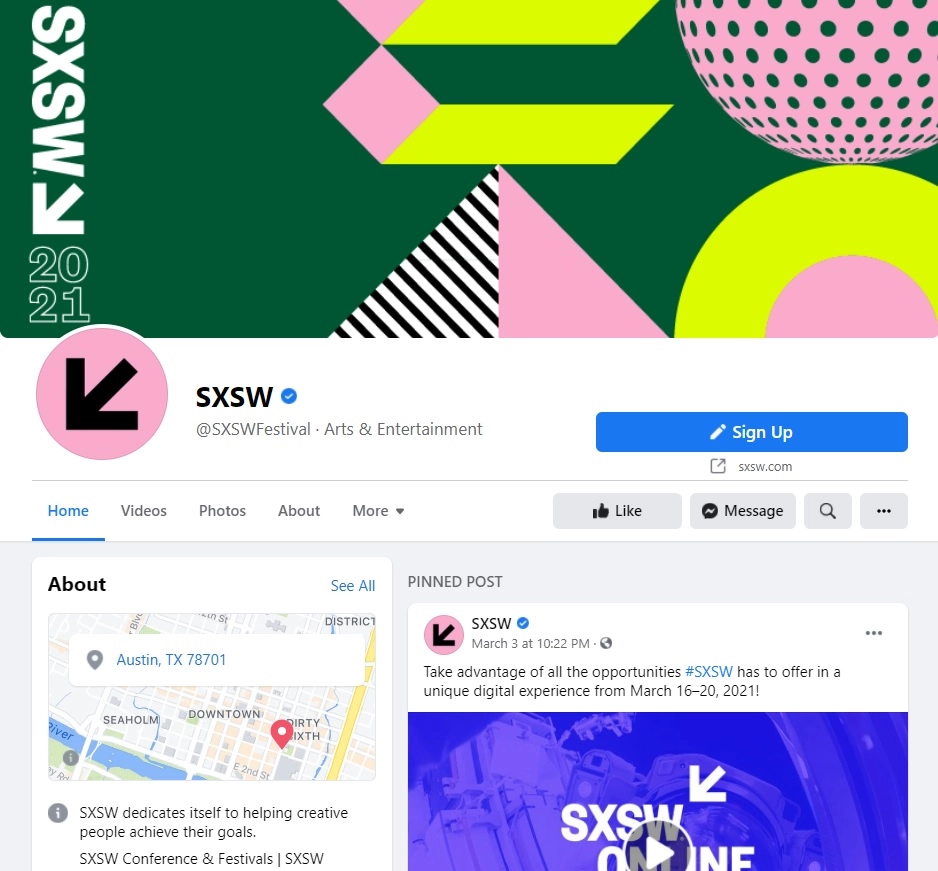 SXSW
20
21
SXSW
@SXSWFestival · Arts & Entertainment
Sign Up
sxsw.com
Home
Videos
Photos
About
More
Like
Message
About
See All
DISTRICT
Austin, TX 78701
SEAHOLM
DOWNTOWN
DIRTY
SIXTH
River
E 2nd St
SXSW dedicates itself to helping creative
people achieve their goals.
SXSW Conference & Festivals | SXSW
PINNED POST
SXSW
March 3 at 10:22 PM ·
Take advantage of all the opportunities #SXSW has to offer in a
unique digital experience from March 16–20, 2021!
SXSW
ONLINE